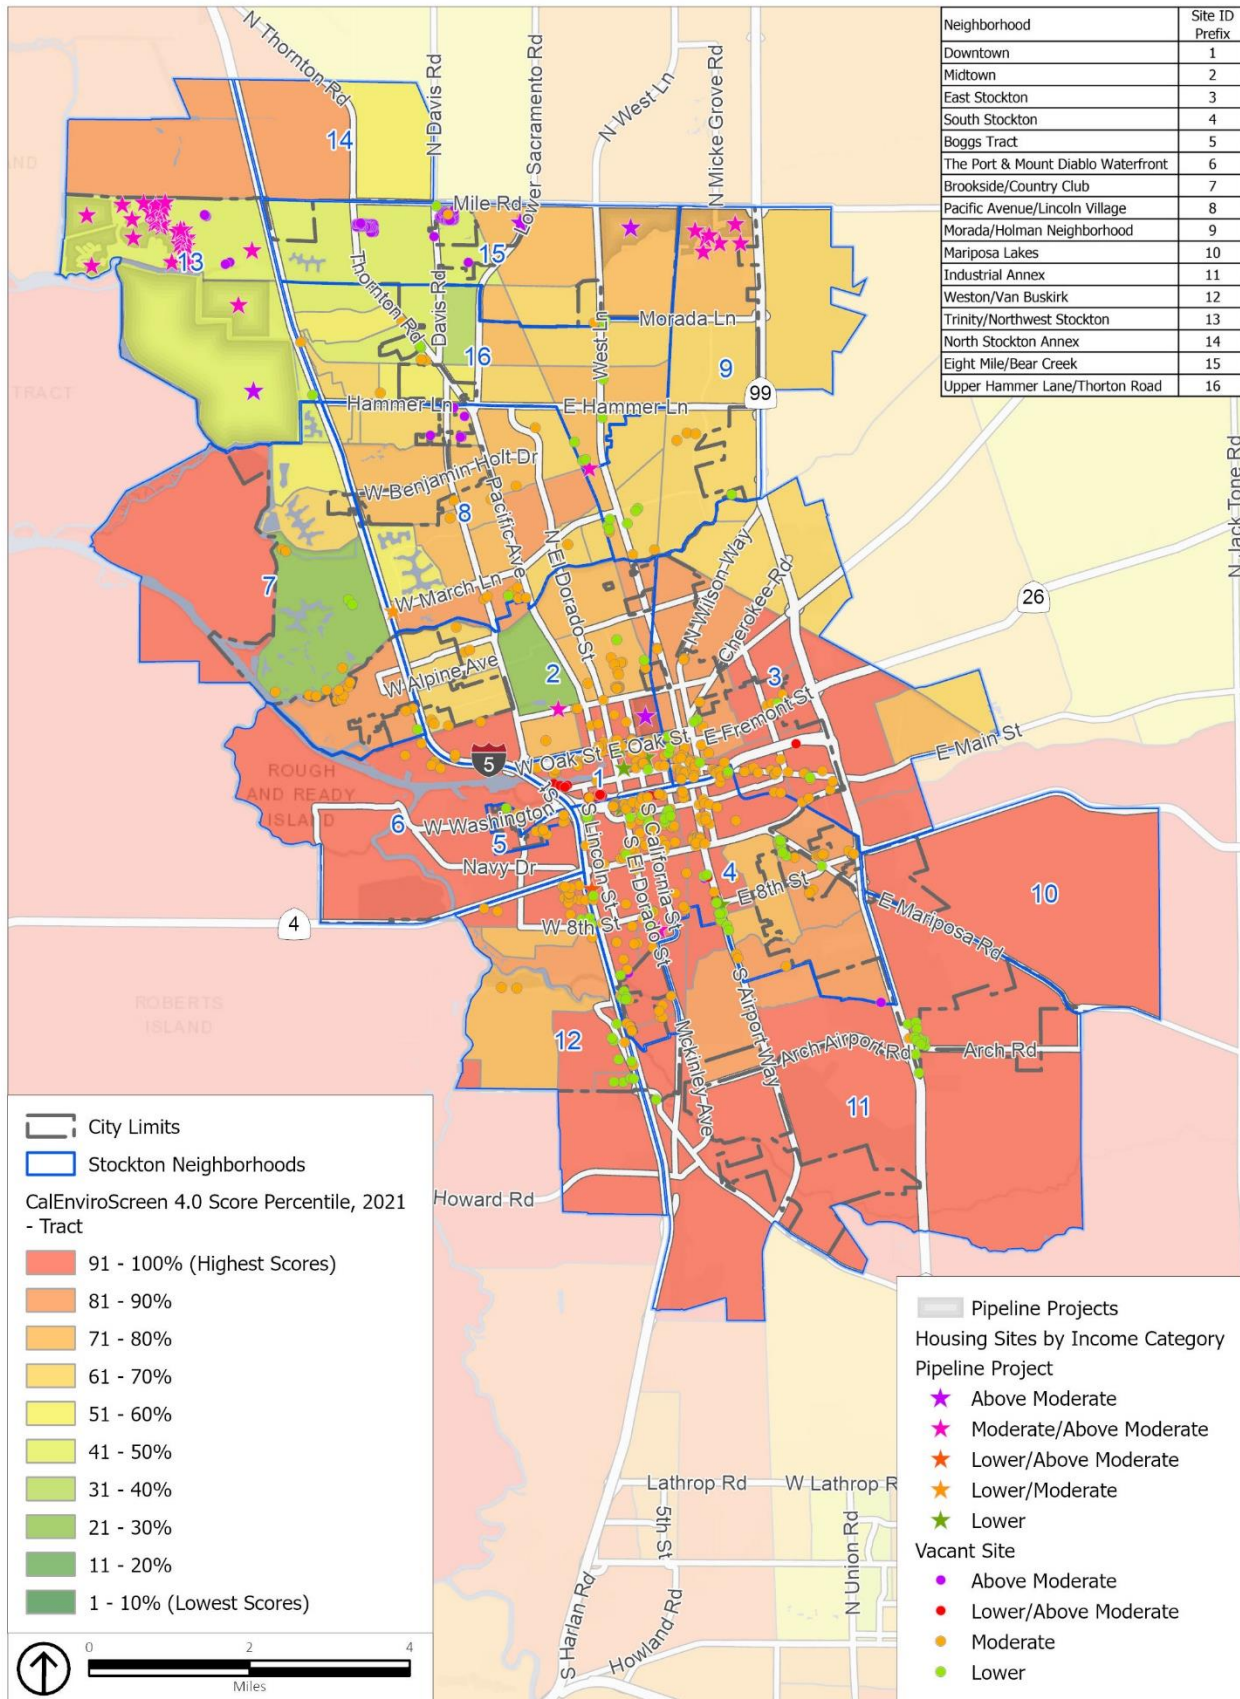 Neighborhood
Site ID Prefix
Downtown 1
Midtown 2
East Stockton 3
South Stockton 4
Boggs Tract 5
The Port & Mount Diablo Waterfront 6
Brookside/Country Club 7
Pacific Avenue/Lincoln Village 8
Morada/Holman Neighborhood 9
Mariposa Lakes 10
Industrial Annex 11
Weston/Van Buskirk 12
Trinity/Northwest Stockton 13
North Stockton Annex 14
Eight Mile/Bear Creek 15
Upper Hammer Lane/Thorton Road 16
N Thornton Rd
N Davis Rd
Lower Sacramento Rd
N West Ln
N Micke Grove Rd
14
Mile Rd
13
15
Thornton Rd
Davis Rd
West Ln
Morada Ln
16
9
99
TRACT
Hammer Ln
E Hammer Ln
W Benjamin Holt Dr
8
Pacific Ave
N El Dorado St
N Wilson Way
Cherokee Rd
N Jack Tone Rd
7
W March Ln
26
W Alpine Ave
2
3
E Fremont St
W Oak St
E Oak St
E Main St
5
1
ROUGH
AND READY
ISLAND
6
W Washington St
5
Navy Dr
S Lincoln St
S El Dorado St
S California St
4
E 8th St
10
E Mariposa Rd
4
W 8th St
ROBERTS
ISLAND
12
S Airport Way
Mckinley Ave
Arch Airport Rd
Arch Rd
11
Howard Rd
Lathrop Rd
W Lathrop R
5th St
N Union Rd
S Harlan Rd
Howland Rd
City Limits
Stockton Neighborhoods
CalEnviroScreen 4.0 Score Percentile, 2021
- Tract
91 - 100% (Highest Scores)
81 - 90%
71 - 80%
61 - 70%
51 - 60%
41 - 50%
31 - 40%
21 - 30%
11 - 20%
1 - 10% (Lowest Scores)
0 2 4
Miles
Pipeline Projects
Housing Sites by Income Category
Pipeline Project
Above Moderate
Moderate/Above Moderate
Lower/Above Moderate
Lower/Moderate
Lower
Vacant Site
Above Moderate
Lower/Above Moderate
Moderate
Lower